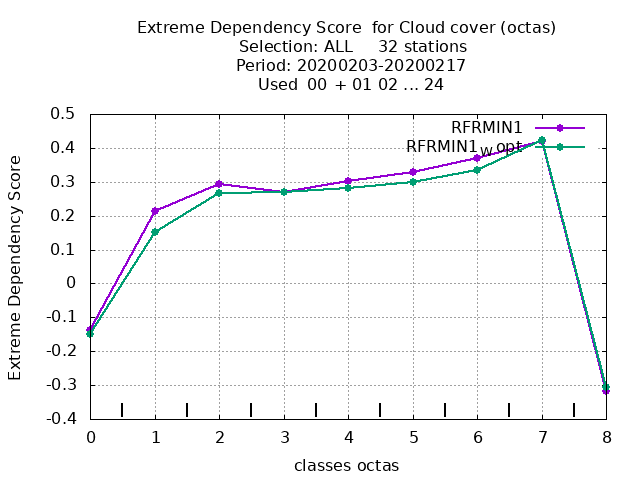 Extreme Dependency Score  for Cloud cover (octas)
Selection: ALL     32 stations
Period: 20200203-20200217
Used  00  + 01 02 ... 24
RFRMIN1
RFRMIN1_wopt
Extreme Dependency Score
0.5
0.4
0.3
0.2
0.1
0
-0.1
-0.2
-0.3
-0.4
0 1 2 3 4 5 6 7 8
classes octas